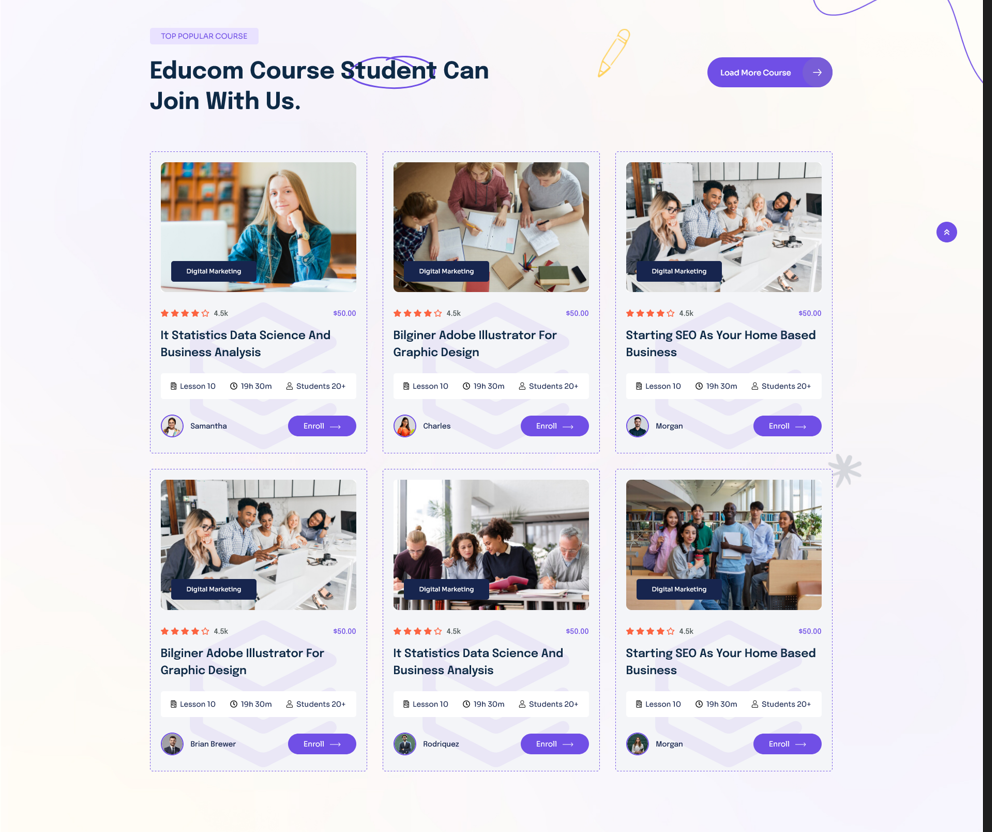 TOP POPULAR COURSE
Educom Course Student Can
Join With Us.
Load More Course
Digital Marketing
4.5k
$50.00
It Statistics Data Science And
Business Analysis
Lesson 10
19h 30m
Students 20+
Samantha
Enroll
Digital Marketing
4.5k
$50.00
Bilginer Adobe Illustrator For
Graphic Design
Lesson 10
19h 30m
Students 20+
Charles
Enroll
Digital Marketing
4.5k
$50.00
Starting SEO As Your Home Based
Business
Lesson 10
19h 30m
Students 20+
Morgan
Enroll
Digital Marketing
4.5k
$50.00
Bilginer Adobe Illustrator For
Graphic Design
Lesson 10
19h 30m
Students 20+
Brian Brewer
Enroll
Digital Marketing
4.5k
$50.00
It Statistics Data Science And
Business Analysis
Lesson 10
19h 30m
Students 20+
Rodriquez
Enroll
Digital Marketing
4.5k
$50.00
Starting SEO As Your Home Based
Business
Lesson 10
19h 30m
Students 20+
Morgan
Enroll